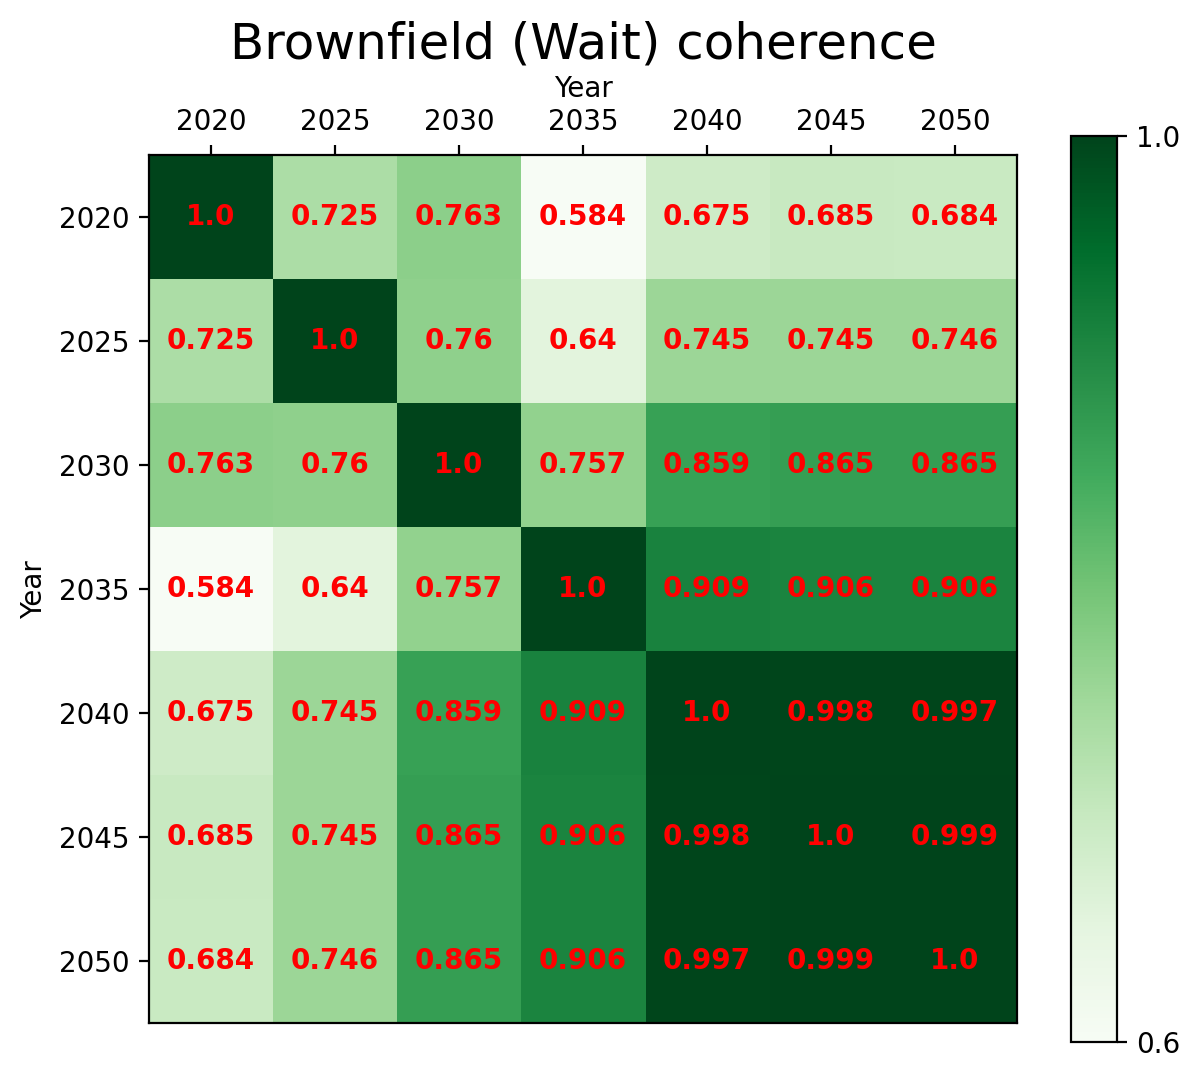 Brownfield (Wait) coherence
Year
2020 2025 2030 2035 2040 2045 2050
1.0
2020 1.0 0.725 0.763 0.584 0.675 0.685 0.684
2025 0.725 1.0 0.76 0.64 0.745 0.745 0.746
2030 0.763 0.76 1.0 0.757 0.859 0.865 0.865
Year
2035 0.584 0.64 0.757 1.0 0.909 0.906 0.906
2040 0.675 0.745 0.859 0.909 1.0 0.998 0.997
2045 0.685 0.745 0.865 0.906 0.998 1.0 0.999
2050 0.684 0.746 0.865 0.906 0.997 0.999 1.0
0.6